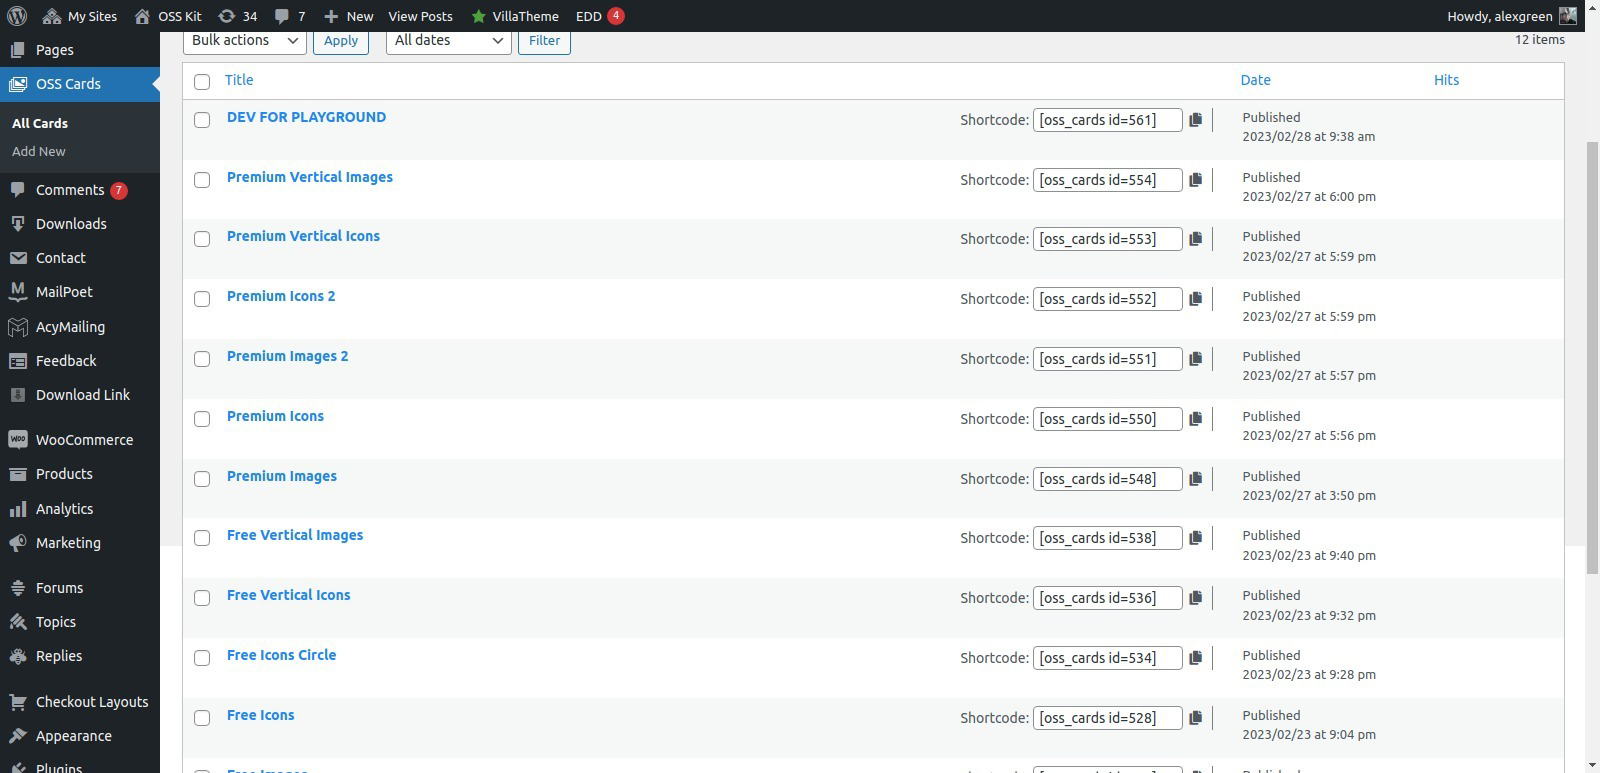 My Sites OSS Kit 34 7 New View Posts VillaTheme EDD 4 Howdy, alexgreen
Pages
OSS Cards
All Cards
Add New
Comments 7
Downloads
Contact
MailPoet
AcyMailing
Feedback
Download Link
WooCommerce
Products
Analytics
Marketing
Forums
Topics
Replies
Checkout Layouts
Appearance
Plugins
Bulk actions Apply All dates Filter 12 items
Title Date Hits
DEV FOR PLAYGROUND Shortcode: [oss_cards id=561] Published
2023/02/28 at 9:38 am
Premium Vertical Images Shortcode: [oss_cards id=554] Published
2023/02/27 at 6:00 pm
Premium Vertical Icons Shortcode: [oss_cards id=553] Published
2023/02/27 at 5:59 pm
Premium Icons 2 Shortcode: [oss_cards id=552] Published
2023/02/27 at 5:59 pm
Premium Images 2 Shortcode: [oss_cards id=551] Published
2023/02/27 at 5:57 pm
Premium Icons Shortcode: [oss_cards id=550] Published
2023/02/27 at 5:56 pm
Premium Images Shortcode: [oss_cards id=548] Published
2023/02/27 at 3:50 pm
Free Vertical Images Shortcode: [oss_cards id=538] Published
2023/02/23 at 9:40 pm
Free Vertical Icons Shortcode: [oss_cards id=536] Published
2023/02/23 at 9:32 pm
Free Icons Circle Shortcode: [oss_cards id=534] Published
2023/02/23 at 9:28 pm
Free Icons Shortcode: [oss_cards id=528] Published
2023/02/23 at 9:04 pm